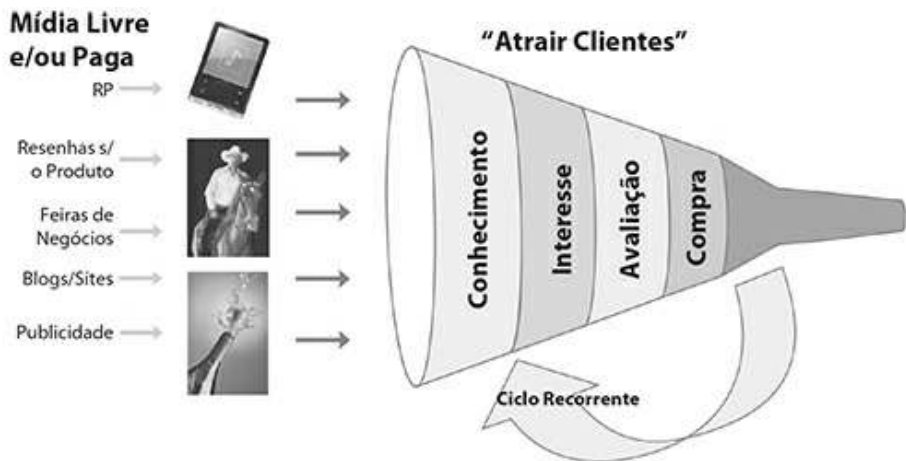 Mídia Livre
e/ou Paga
RP
Resenhas s/
o Produto
Feiras de
Negócios
Blogs/Sites
Publicidade
“Atrair Clientes”
Conhecimento
Interesse
Avaliação
Compra
Ciclo Recorrente